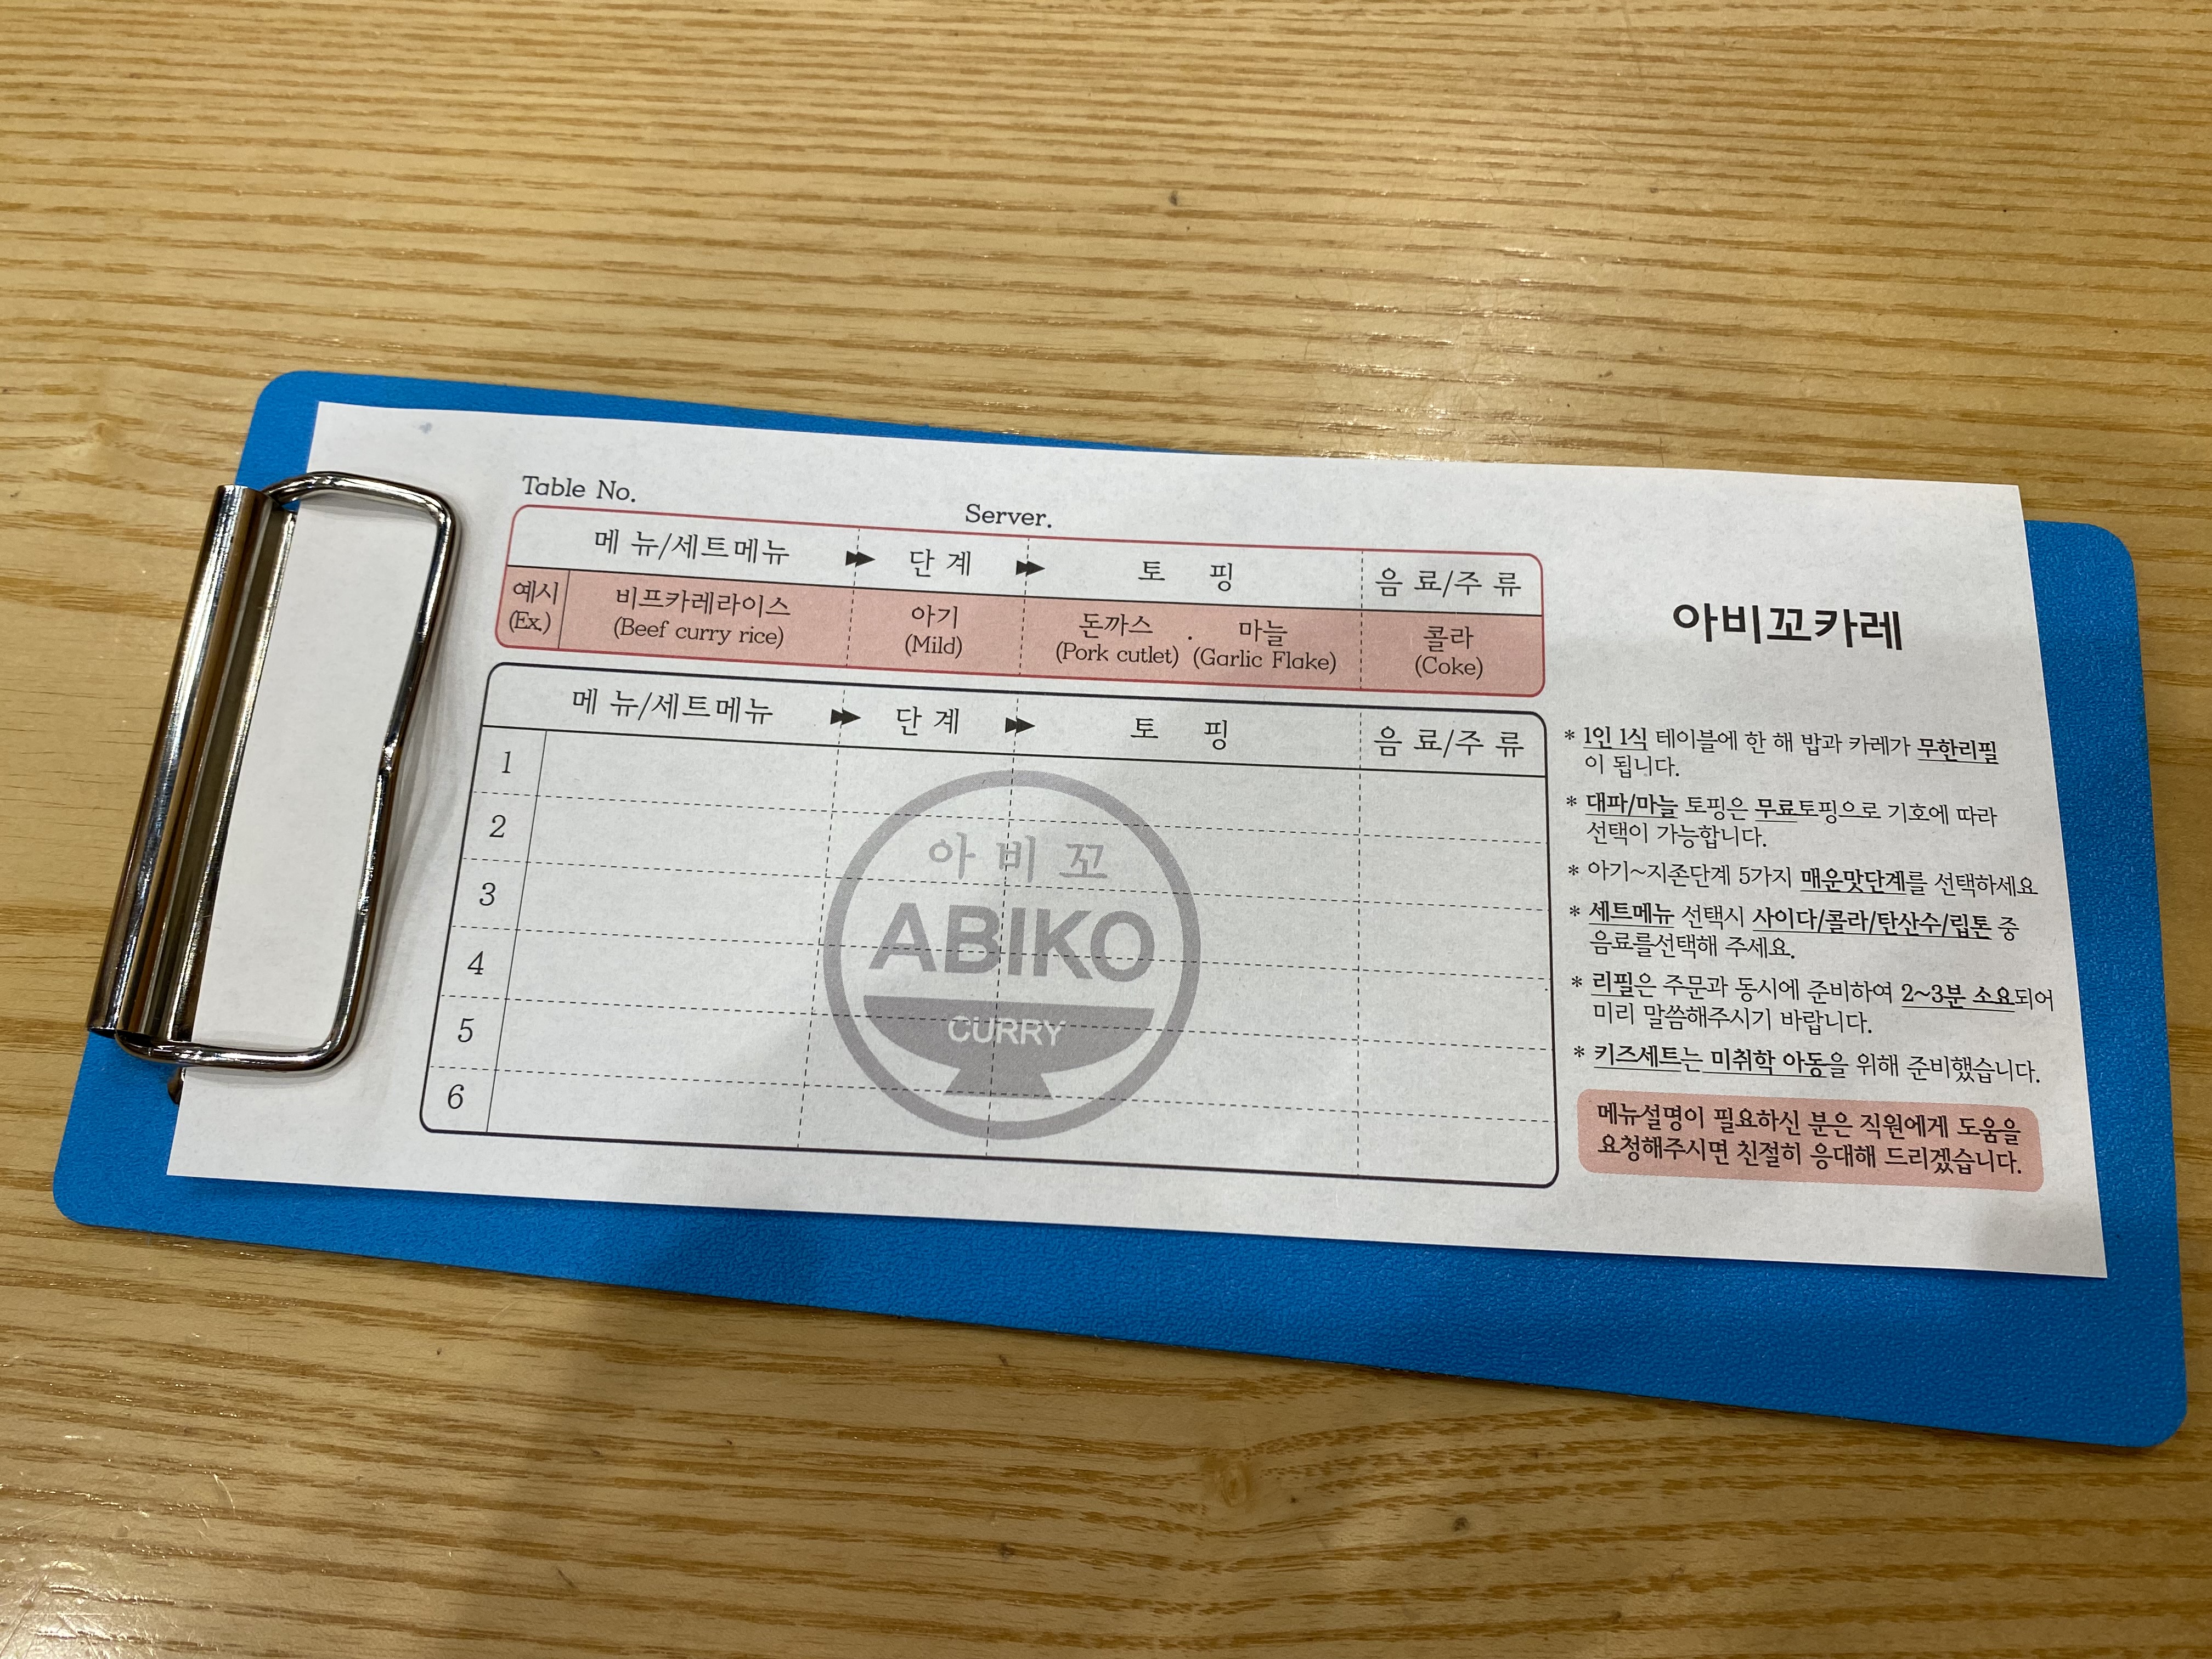 Table No.
Server.
메 뉴/세트메뉴 단 계 토 핑 음 료/주 류
예시 비프카레라이스 아기 돈까스 . 마늘 콜라
(Ex.) (Beef curry rice) (Mild) (Pork cutlet) (Garlic Flake) (Coke)
메 뉴/세트메뉴 단 계 토 핑 음 료/주 류
1
2
3
4
5
6
아비꼬
ABIKO
CURRY
아비꼬카레
* 1인 1식 테이블에 한 해 밥과 카레가 무한리필
이 됩니다.
* 대파/마늘 토핑은 무료토핑으로 기호에 따라
선택이 가능합니다.
* 아기~지존단계 5가지 매운맛단계를 선택하세요
* 세트메뉴 선택시 사이다/콜라/탄산수/립톤 중
음료를선택해 주세요.
* 리필은 주문과 동시에 준비하여 2~3분 소요되어
미리 말씀해주시기 바랍니다.
* 키즈세트는 미취학 아동을 위해 준비했습니다.
메뉴설명이 필요하신 분은 직원에게 도움을
요청해주시면 친절히 응대해 드리겠습니다.